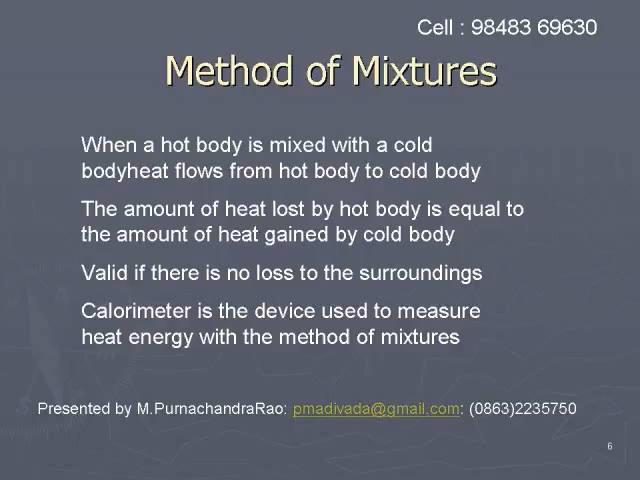 Cell : 98483 69630
Method of Mixtures
When a hot body is mixed with a cold
bodyheat flows from hot body to cold body
The amount of heat lost by hot body is equal to
the amount of heat gained by cold body
Valid if there is no loss to the surroundings
Calorimeter is the device used to measure
heat energy with the method of mixtures
Presented by M.PurnachandraRao: pmadivada@gmail.com: (0863)2235750
6